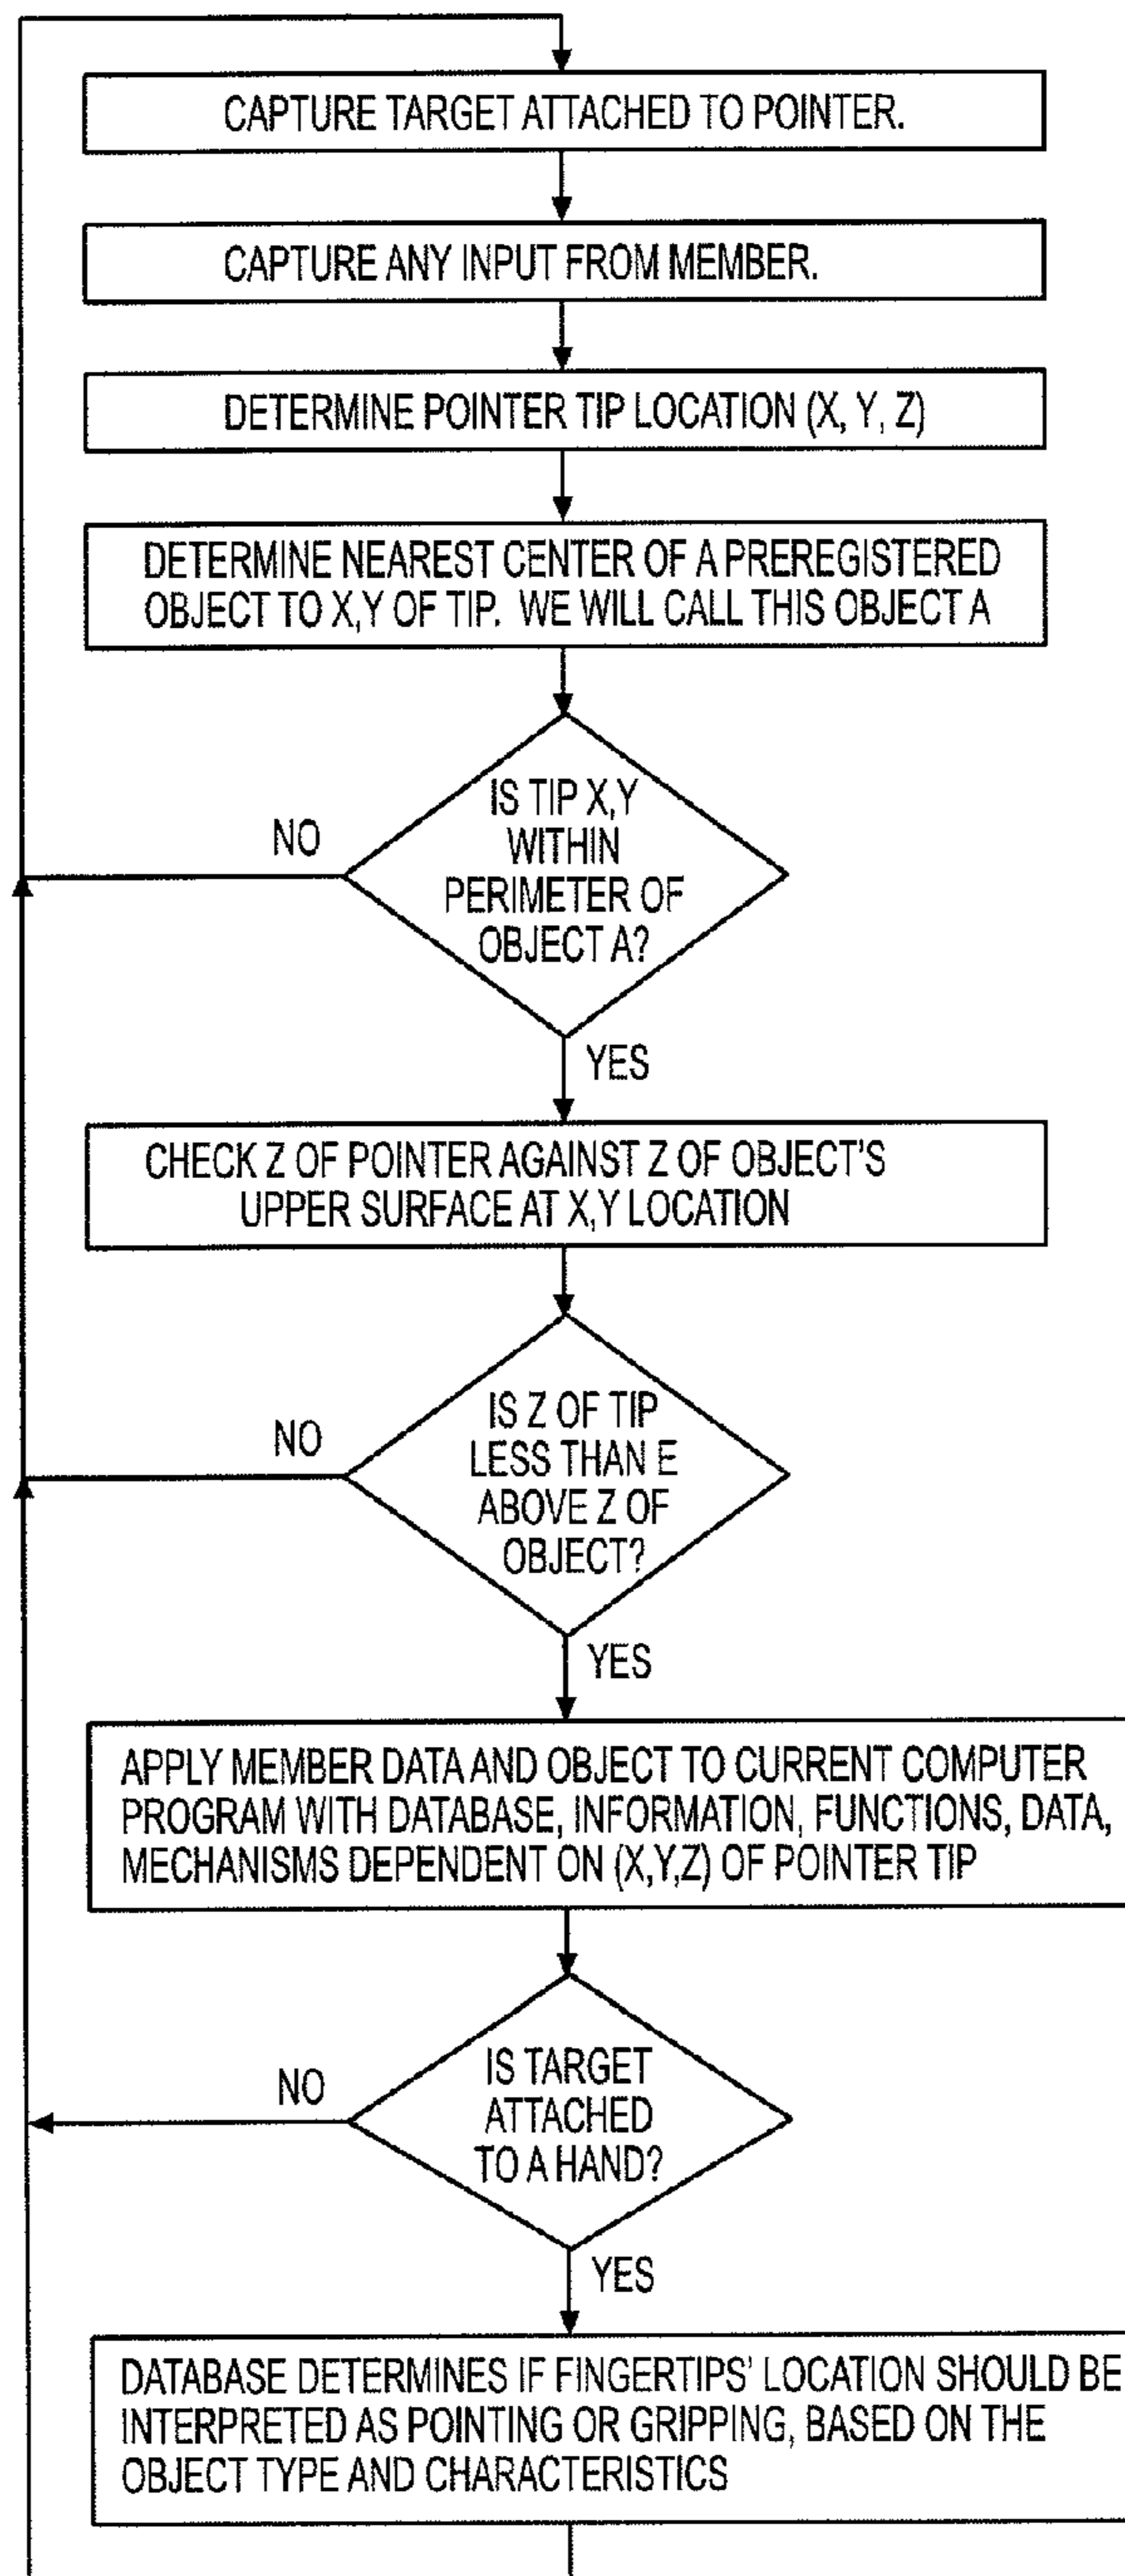 CAPTURE TARGET ATTACHED TO POINTER.
CAPTURE ANY INPUT FROM MEMBER.
DETERMINE POINTER TIP LOCATION (X, Y, Z)
DETERMINE NEAREST CENTER OF A PREREGISTERED
OBJECT TO X,Y OF TIP. WE WILL CALL THIS OBJECT A
IS TIP X,Y
WITHIN
PERIMETER OF
OBJECT A?
NO
YES
CHECK Z OF POINTER AGAINST Z OF OBJECT'S
UPPER SURFACE AT X,Y LOCATION
IS Z OF TIP
LESS THAN E
ABOVE Z OF
OBJECT?
NO
YES
APPLY MEMBER DATA AND OBJECT TO CURRENT COMPUTER
PROGRAM WITH DATABASE, INFORMATION, FUNCTIONS, DATA,
MECHANISMS DEPENDENT ON (X,Y,Z) OF POINTER TIP
IS TARGET
ATTACHED
TO A HAND?
NO
YES
DATABASE DETERMINES IF FINGERTIPS' LOCATION SHOULD BE
INTERPRETED AS POINTING OR GRIPPING, BASED ON THE
OBJECT TYPE AND CHARACTERISTICS